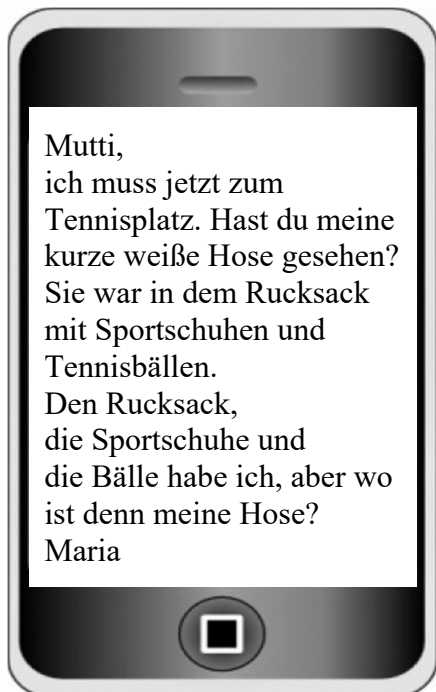 Mutti,
ich muss jetzt zum
Tennisplatz. Hast du meine
kurze weiße Hose gesehen?
Sie war in dem Rucksack
mit Sportschuhen und
Tennisbällen.
Den Rucksack,
die Sportschuhe und
die Bälle habe ich, aber wo
ist denn meine Hose?
Maria